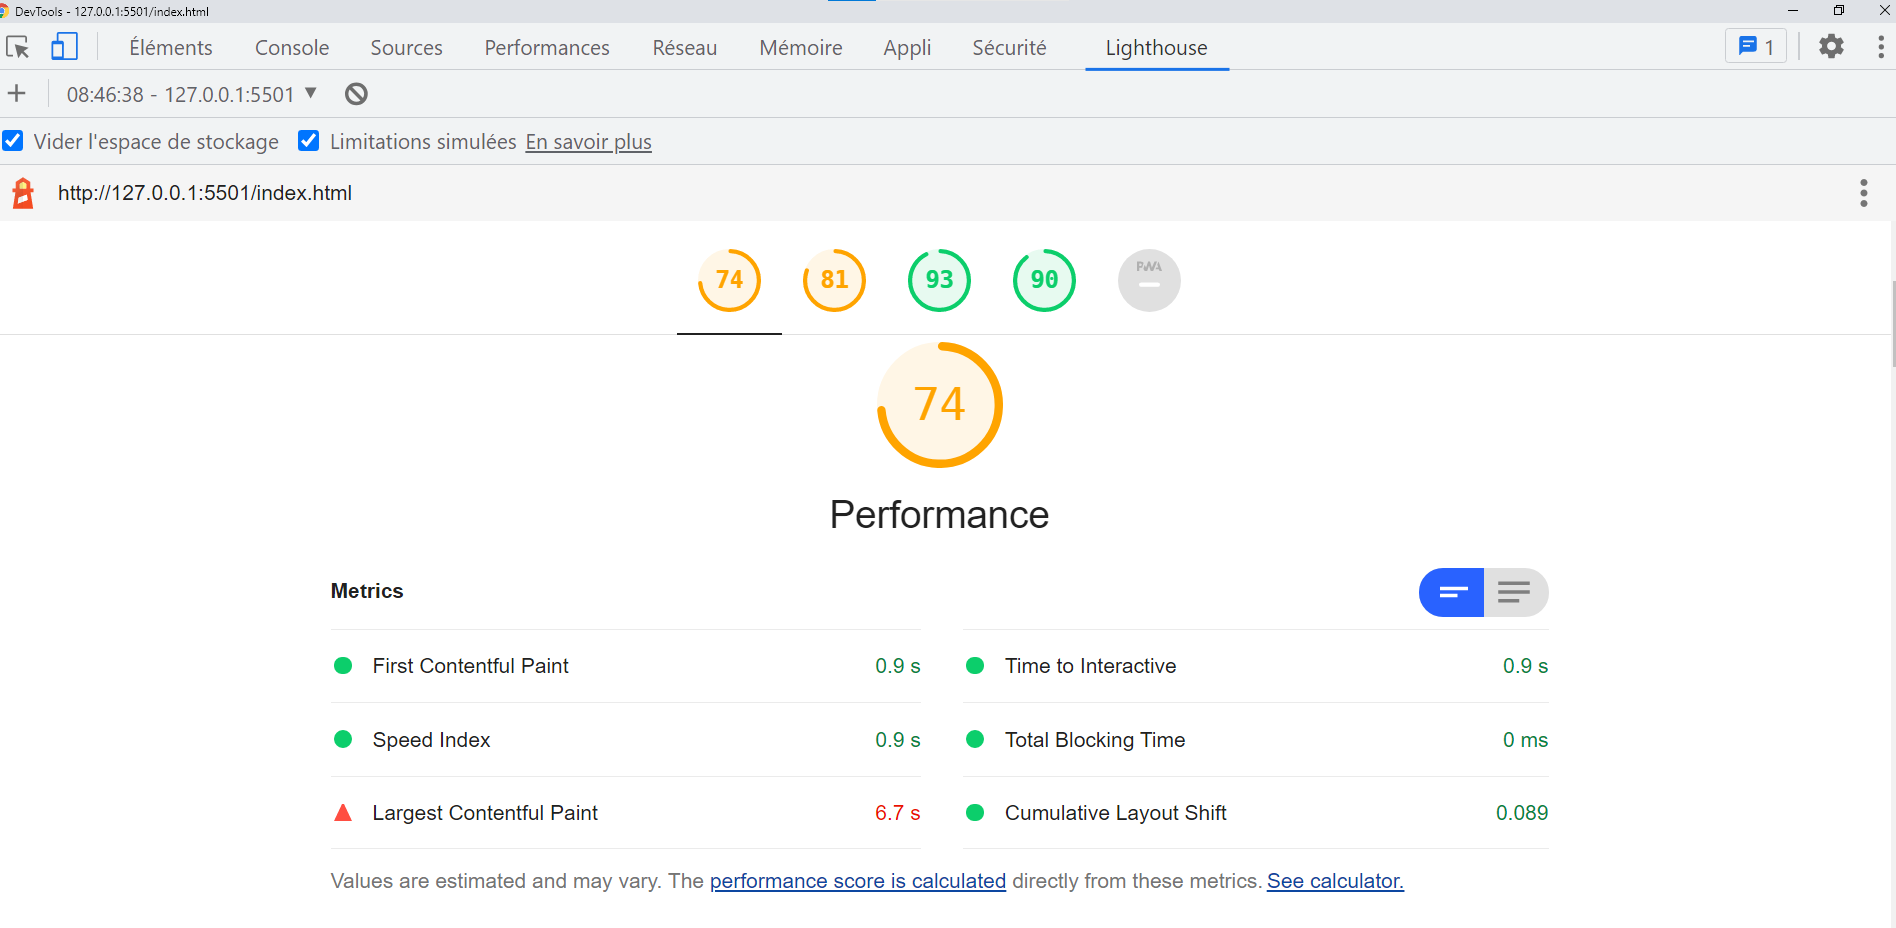 DevTools - 127.0.0.1:5501/index.html
Éléments Console Sources Performances Réseau Mémoire Appli Sécurité Lighthouse 1
08:46:38 - 127.0.0.1:5501
Vider l'espace de stockage Limitations simulées En savoir plus
http://127.0.0.1:5501/index.html
74 81 93 90 PWA
74
Performance
Metrics
First Contentful Paint 0.9 s Time to Interactive 0.9 s
Speed Index 0.9 s Total Blocking Time 0 ms
Largest Contentful Paint 6.7 s Cumulative Layout Shift 0.089
Values are estimated and may vary. The performance score is calculated directly from these metrics. See calculator.